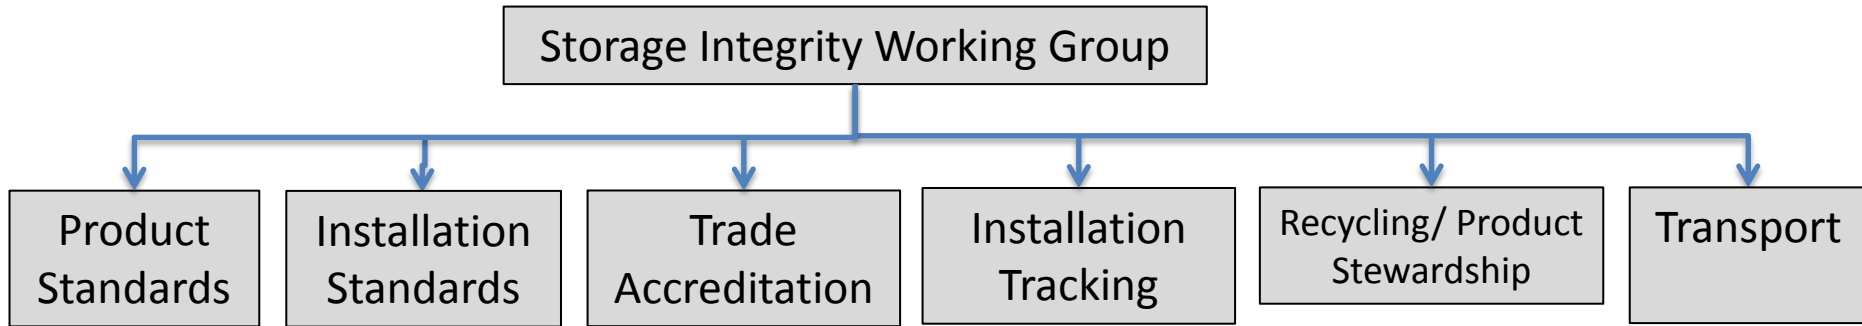 Storage Integrity Working Group
Product
Standards
Installation
Standards
Trade
Accreditation
Installation
Tracking
Recycling/ Product
Stewardship
Transport